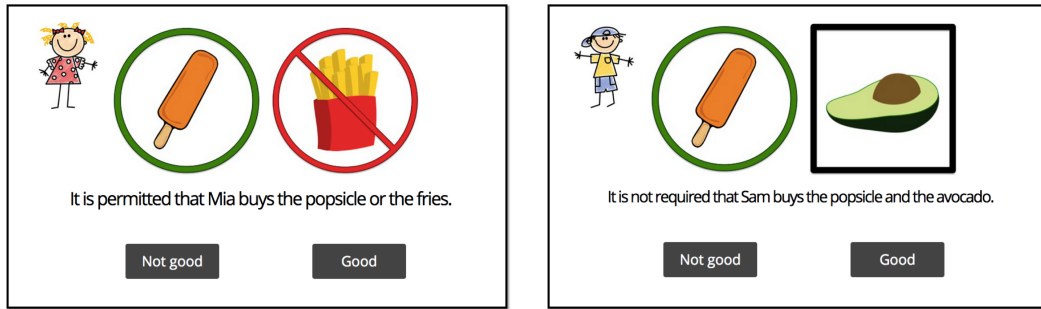 It is permitted that Mia buys the popsicle or the fries.
Not good
Good
It is not required that Sam buys the popsicle and the avocado.
Not good
Good